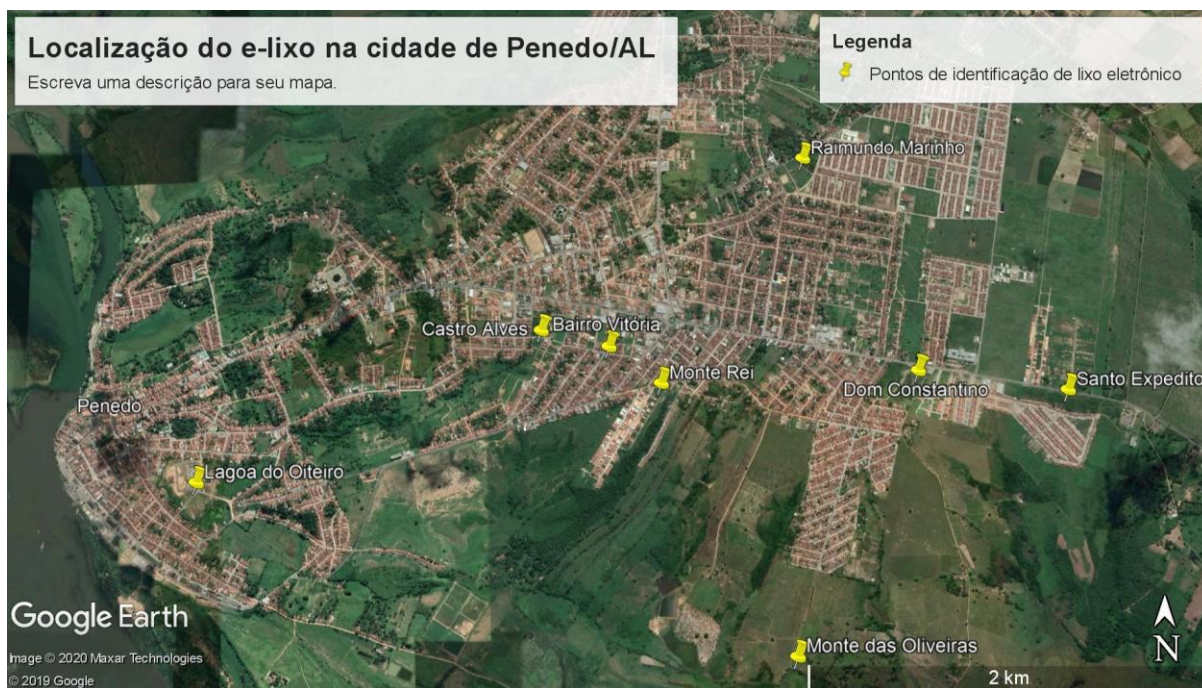 Localização do e-lixo na cidade de Penedo/AL
Escreva uma descrição para seu mapa.
Legenda
Pontos de identificação de lixo eletrônico
Raimundo Marinho
Castro Alves
Bairro Vitória
Monte Rei
Dom Constantino
Santo Expedito
Penedo
Lagoa do Oiteiro
Monte das Oliveiras
Google Earth
Image © 2020 Maxar Technologies
© 2019 Google
N
2 km